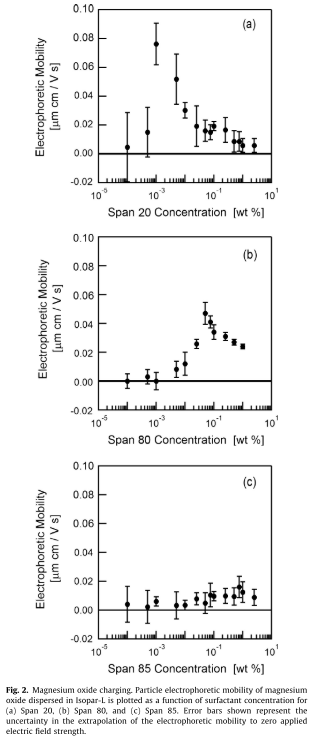 (a)
0.10
0.08
0.06
0.04
0.02
0.00
-0.02
Electrophoretic Mobility
[μm cm / V s]
10⁻⁵ 10⁻³ 10⁻¹ 10¹
Span 20 Concentration [wt %]
(b)
0.10
0.08
0.06
0.04
0.02
0.00
-0.02
Electrophoretic Mobility
[μm cm / V s]
10⁻⁵ 10⁻³ 10⁻¹ 10¹
Span 80 Concentration [wt %]
(c)
0.10
0.08
0.06
0.04
0.02
0.00
-0.02
Electrophoretic Mobility
[μm cm / V s]
10⁻⁵ 10⁻³ 10⁻¹ 10¹
Span 85 Concentration [wt %]
Fig. 2. Magnesium oxide charging. Particle electrophoretic mobility of magnesium
oxide dispersed in Isopar-L is plotted as a function of surfactant concentration for
(a) Span 20, (b) Span 80, and (c) Span 85. Error bars shown represent the
uncertainty in the extrapolation of the electrophoretic mobility to zero applied
electric field strength.